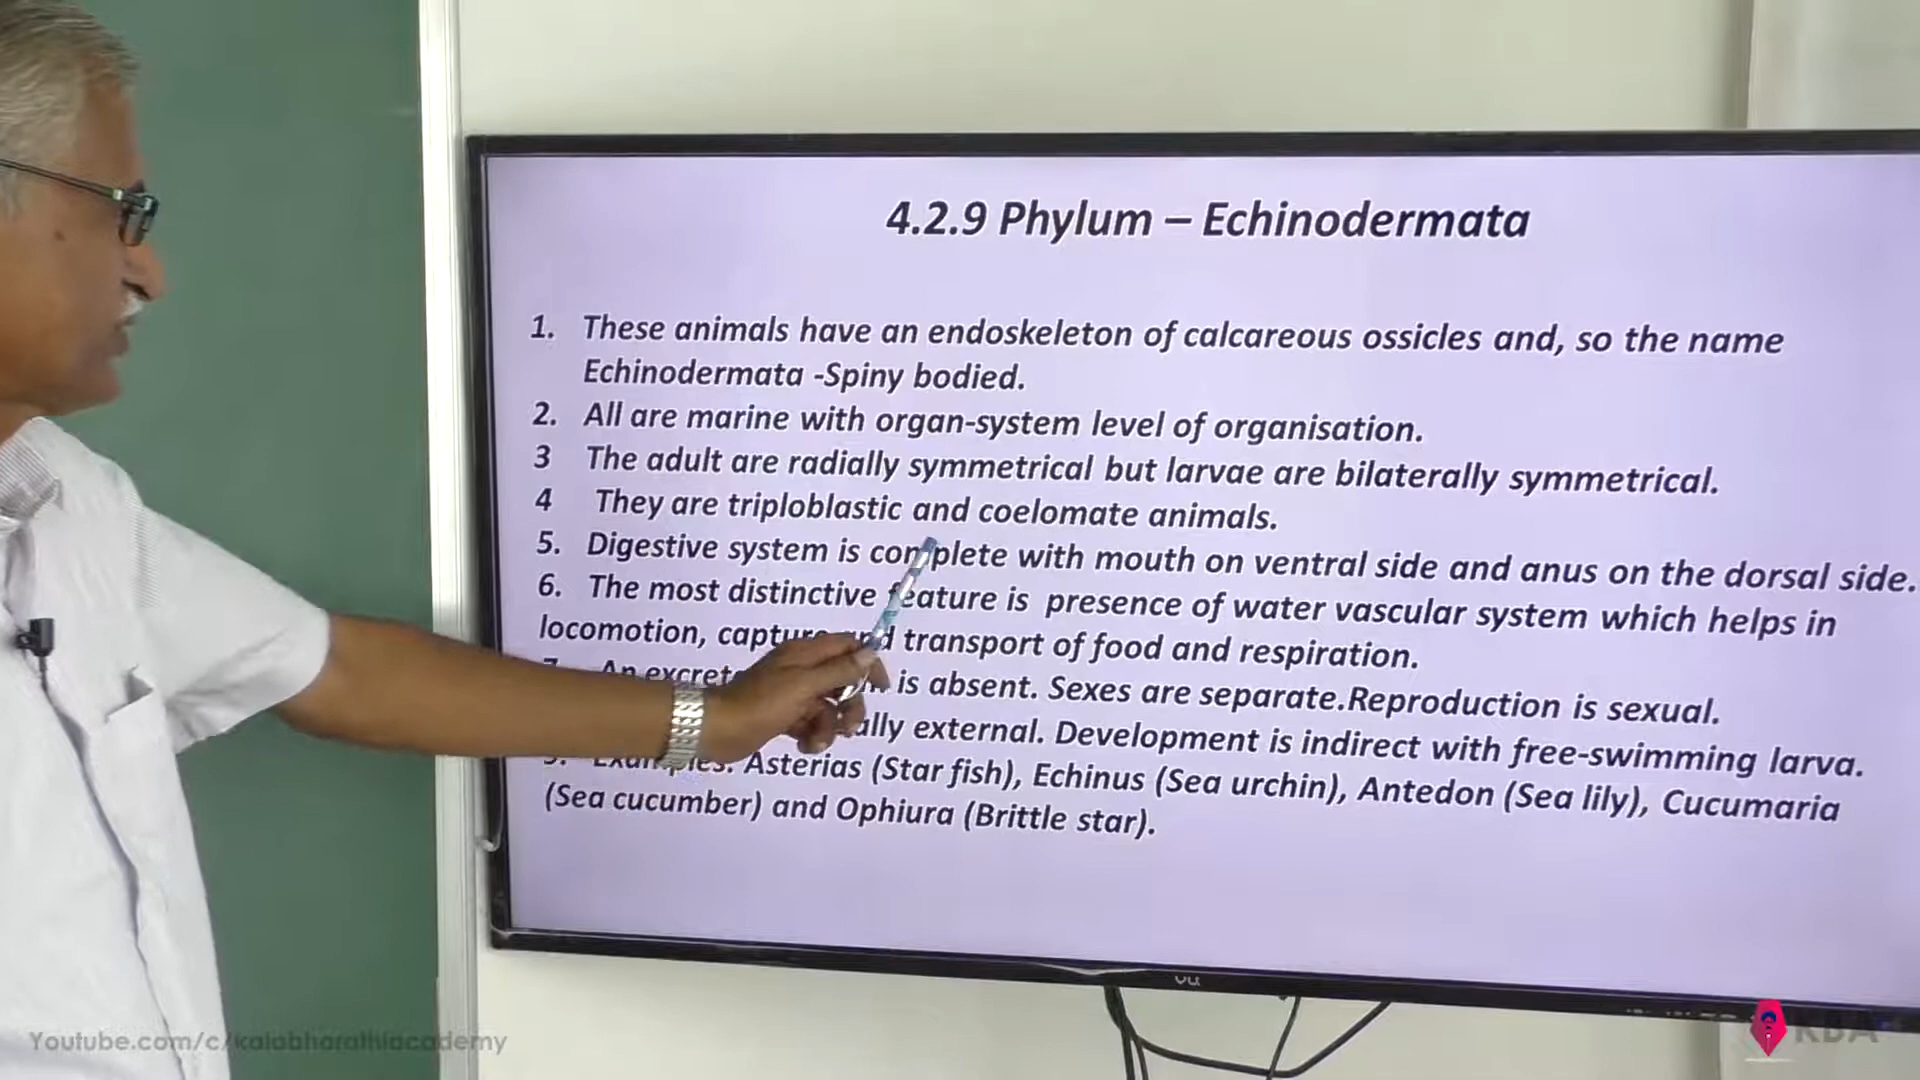 4.2.9 Phylum – Echinodermata
1. These animals have an endoskeleton of calcareous ossicles and, so the name
Echinodermata -Spiny bodied.
2. All are marine with organ-system level of organisation.
3 The adult are radially symmetrical but larvae are bilaterally symmetrical.
4 They are triploblastic and coelomate animals.
5. Digestive system is complete with mouth on ventral side and anus on the dorsal side.
6. The most distinctive feature is presence of water vascular system which helps in
locomotion, capture and transport of food and respiration.
7. An is absent. Sexes are separate.Reproduction is sexual.
external. Development is indirect with free-swimming larva.
Examples: Asterias (Star fish), Echinus (Sea urchin), Antedon (Sea lily), Cucumaria
(Sea cucumber) and Ophiura (Brittle star).
VU
Youtube.com/c/kalabharathiacademy
KBA